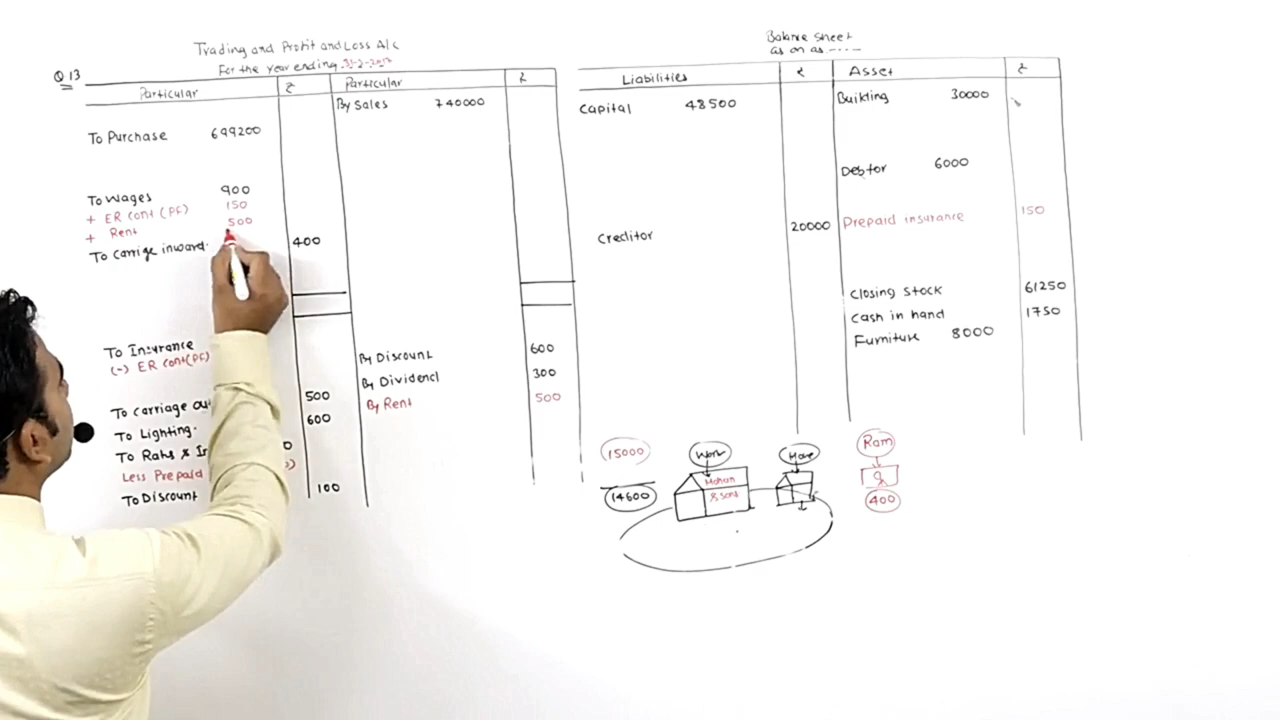 Q 13
Trading and Profit and Loss A/c
For the year ending
Particular ₹ Particular ₹
By Sales 740000
To Purchase 699200
To Wages 900
+ ER cont (PF) 150
+ Rent 500
To carrige inward. 400
To Insurance
(-) ER cont(PF)
To carriage 500
To Lighting. 600
To Rats &
Less Prepaid
To Discount 100
By Discount 600
By Dividend 300
By Rent 500
Balance Sheet
as on as -----
Liabilities ₹ Asset ₹
Capital 48500
Creditor 20000
Building 30000
Debtor 6000
Prepaid insurance 150
Closing Stock 61250
Cash in hand 1750
Furniture 8000
15000
14600
Work
Mohan
& Sons
Ram
400